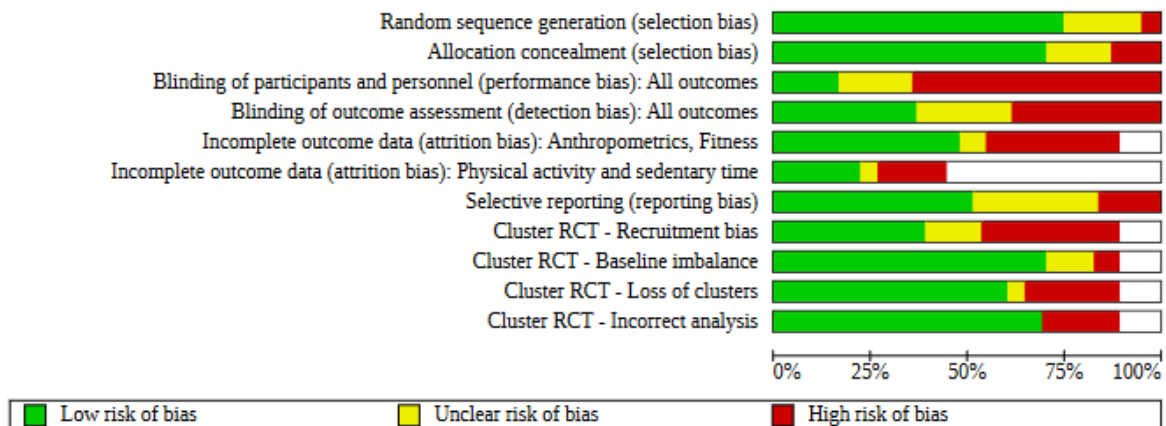 Random sequence generation (selection bias)
Allocation concealment (selection bias)
Blinding of participants and personnel (performance bias): All outcomes
Blinding of outcome assessment (detection bias): All outcomes
Incomplete outcome data (attrition bias): Anthropometrics, Fitness
Incomplete outcome data (attrition bias): Physical activity and sedentary time
Selective reporting (reporting bias)
Cluster RCT - Recruitment bias
Cluster RCT - Baseline imbalance
Cluster RCT - Loss of clusters
Cluster RCT - Incorrect analysis
0% 25% 50% 75% 100%
Low risk of bias Unclear risk of bias High risk of bias